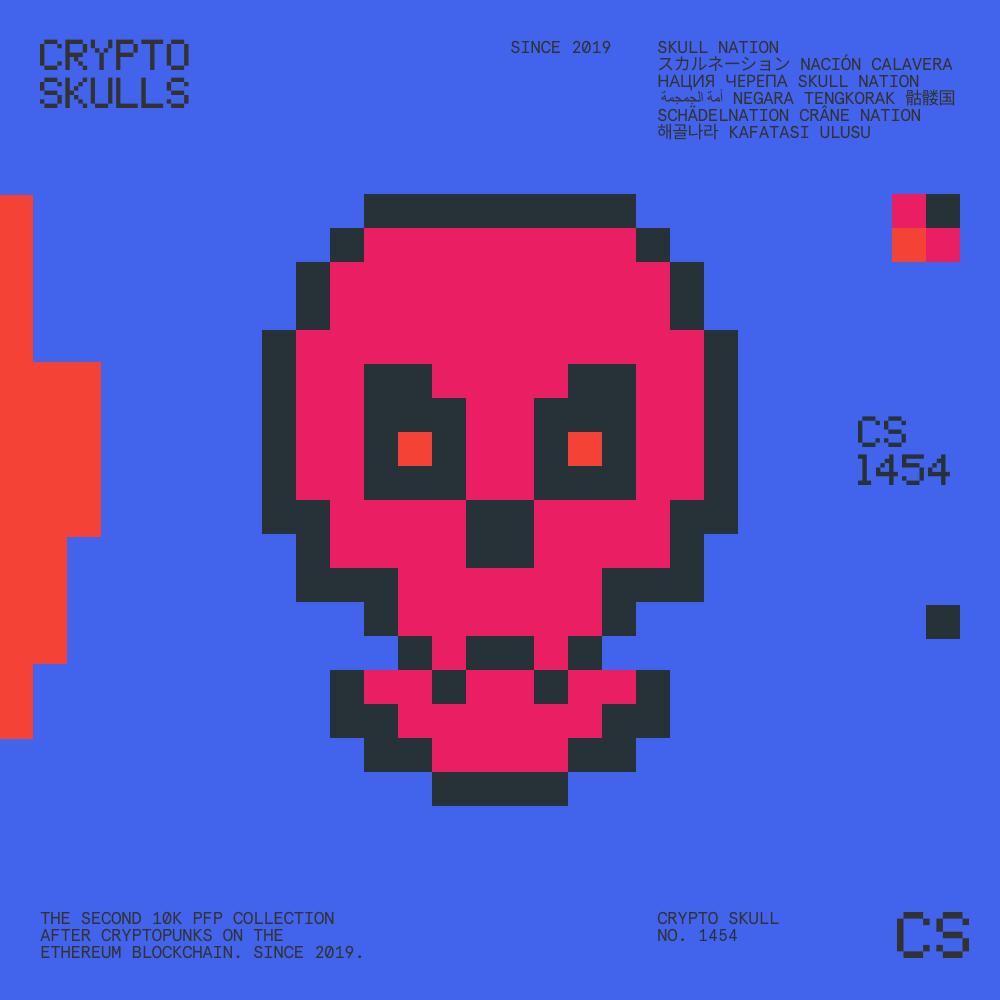 CRYPTO
SKULLS
SINCE 2019
SKULL NATION
スカルネーション NACIÓN CALAVERA
НАЦИЯ ЧЕРЕПА SKULL NATION
أمة الجمجمة NEGARA TENGKORAK 骷髅国
SCHÄDELNATION CRÂNE NATION
해골나라 KAFATASI ULUSU
CS
1454
THE SECOND 10K PFP COLLECTION
AFTER CRYPTOPUNKS ON THE
ETHEREUM BLOCKCHAIN. SINCE 2019.
CRYPTO SKULL
NO. 1454
CS